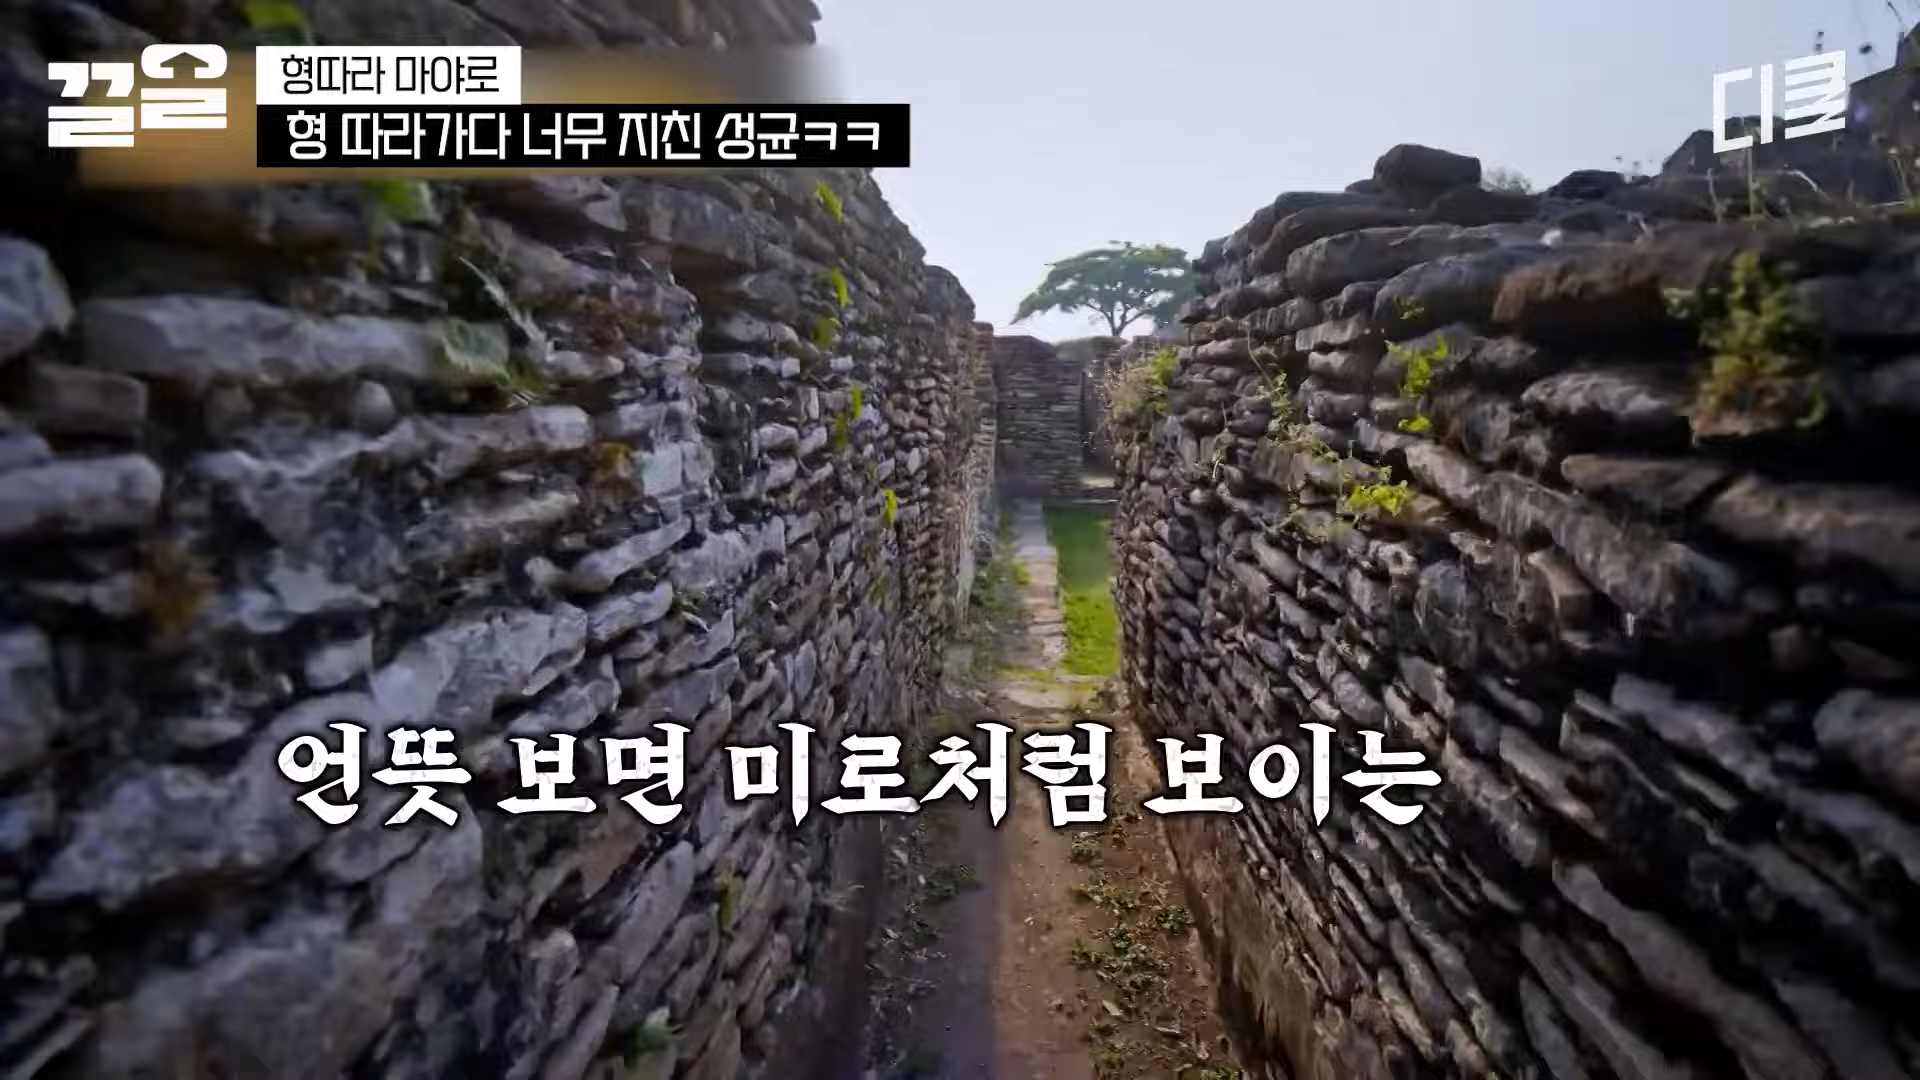 끌올
형따라 마야로
형 따라가다 너무 지친 성균ㅋㅋ
디글
언뜻 보면 미로처럼 보이는